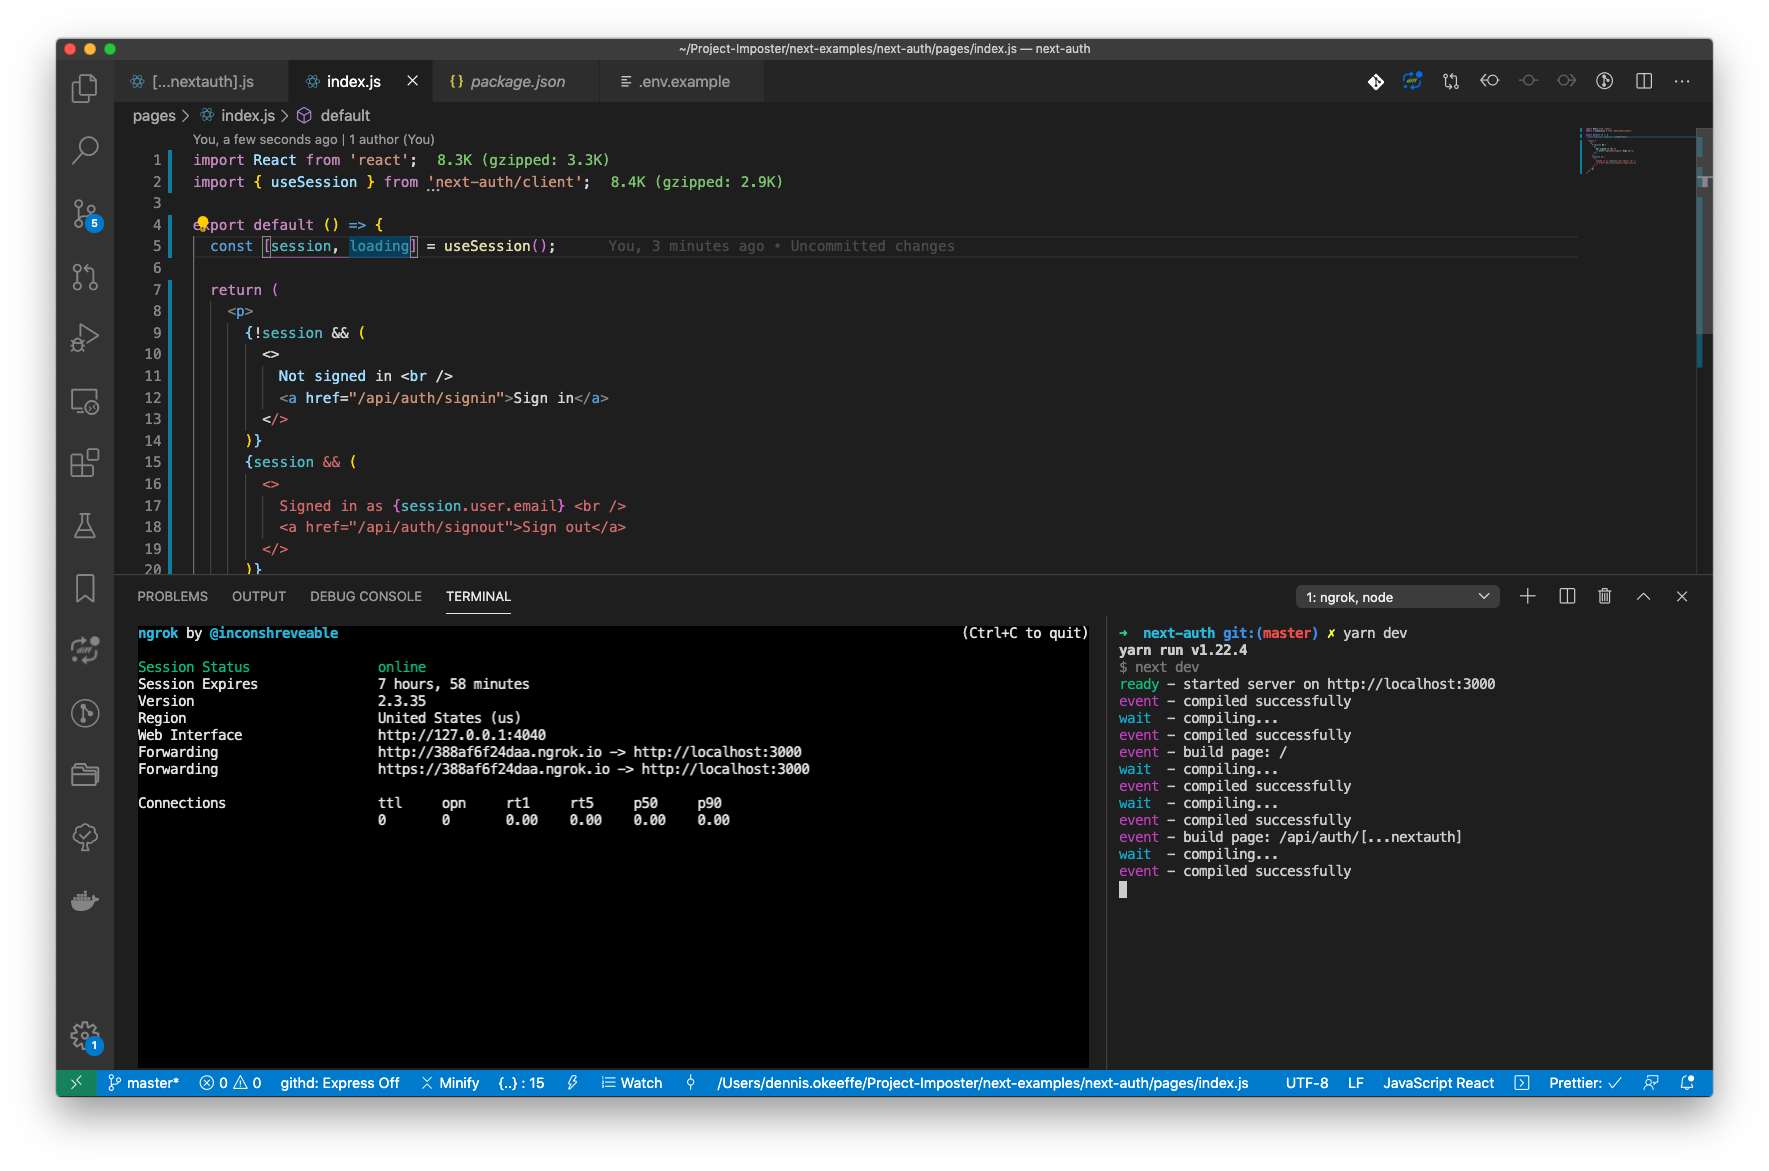 ~/Project-Imposter/next-examples/next-auth/pages/index.js — next-auth
[...nextauth].js index.js package.json .env.example
pages > index.js > default
You, a few seconds ago | 1 author (You)
1 import React from 'react'; 8.3K (gzipped: 3.3K)
2 import { useSession } from 'next-auth/client'; 8.4K (gzipped: 2.9K)
3
4 export default () => {
5 const [session, loading] = useSession(); You, 3 minutes ago • Uncommitted changes
6
7 return (
8 <p>
9 {!session && (
10 <>
11 Not signed in <br />
12 <a href="/api/auth/signin">Sign in</a>
13 </>
14 )}
15 {session && (
16 <>
17 Signed in as {session.user.email} <br />
18 <a href="/api/auth/signout">Sign out</a>
19 </>
20 )}
5
1
PROBLEMS OUTPUT DEBUG CONSOLE TERMINAL 1: ngrok, node
ngrok by @inconshreveable (Ctrl+C to quit)
Session Status online
Session Expires 7 hours, 58 minutes
Version 2.3.35
Region United States (us)
Web Interface http://127.0.0.1:4040
Forwarding http://388af6f24daa.ngrok.io -> http://localhost:3000
Forwarding https://388af6f24daa.ngrok.io -> http://localhost:3000
Connections ttl opn rt1 rt5 p50 p90
0 0 0.00 0.00 0.00 0.00
➜ next-auth git:(master) ✗ yarn dev
yarn run v1.22.4
$ next dev
ready - started server on http://localhost:3000
event - compiled successfully
wait - compiling...
event - compiled successfully
event - build page: /
wait - compiling...
event - compiled successfully
wait - compiling...
event - compiled successfully
event - build page: /api/auth/[...nextauth]
wait - compiling...
event - compiled successfully
master* 0 0 githd: Express Off Minify {..} : 15 Watch /Users/dennis.okeeffe/Project-Imposter/next-examples/next-auth/pages/index.js UTF-8 LF JavaScript React Prettier: ✓